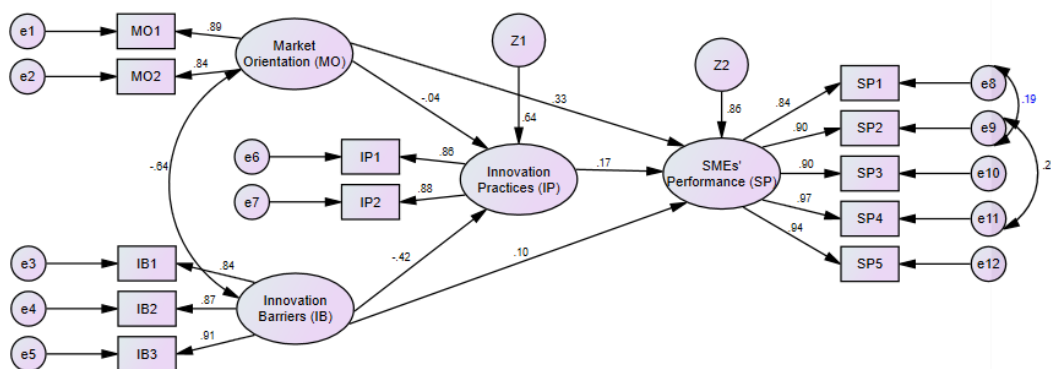 e1
MO1
.89
Market
Orientation (MO)
e2
MO2
.84
Z1
Z2
-.04
.33
.64
.86
-.64
e6
IP1
.86
e7
IP2
.88
Innovation
Practices (IP)
.17
SMEs'
Performance (SP)
.84
SP1
e8
.19
.90
SP2
e9
.90
SP3
e10
.2
.97
SP4
e11
.94
SP5
e12
-.42
.10
e3
IB1
.84
e4
IB2
.87
Innovation
Barriers (IB)
e5
IB3
.91